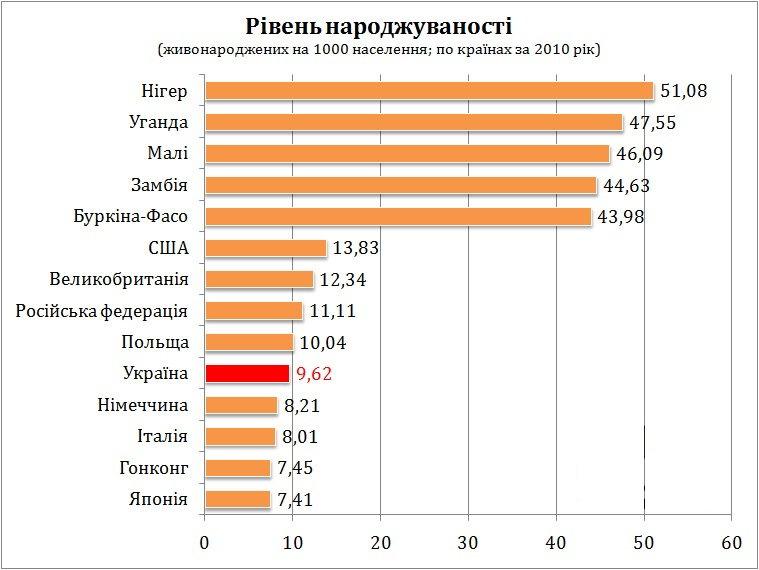 Рівень народжуваності
(живонароджених на 1000 населення; по країнах за 2010 рік)
Нігер 51,08
Уганда 47,55
Малі 46,09
Замбія 44,63
Буркіна-Фасо 43,98
США 13,83
Великобританія 12,34
Російська федерація 11,11
Польща 10,04
Україна 9,62
Німеччина 8,21
Італія 8,01
Гонконг 7,45
Японія 7,41
0 10 20 30 40 50 60